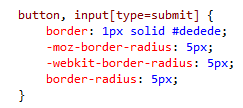 button, input[type=submit] {
    border: 1px solid #dedede;
    -moz-border-radius: 5px;
    -webkit-border-radius: 5px;
    border-radius: 5px;
}